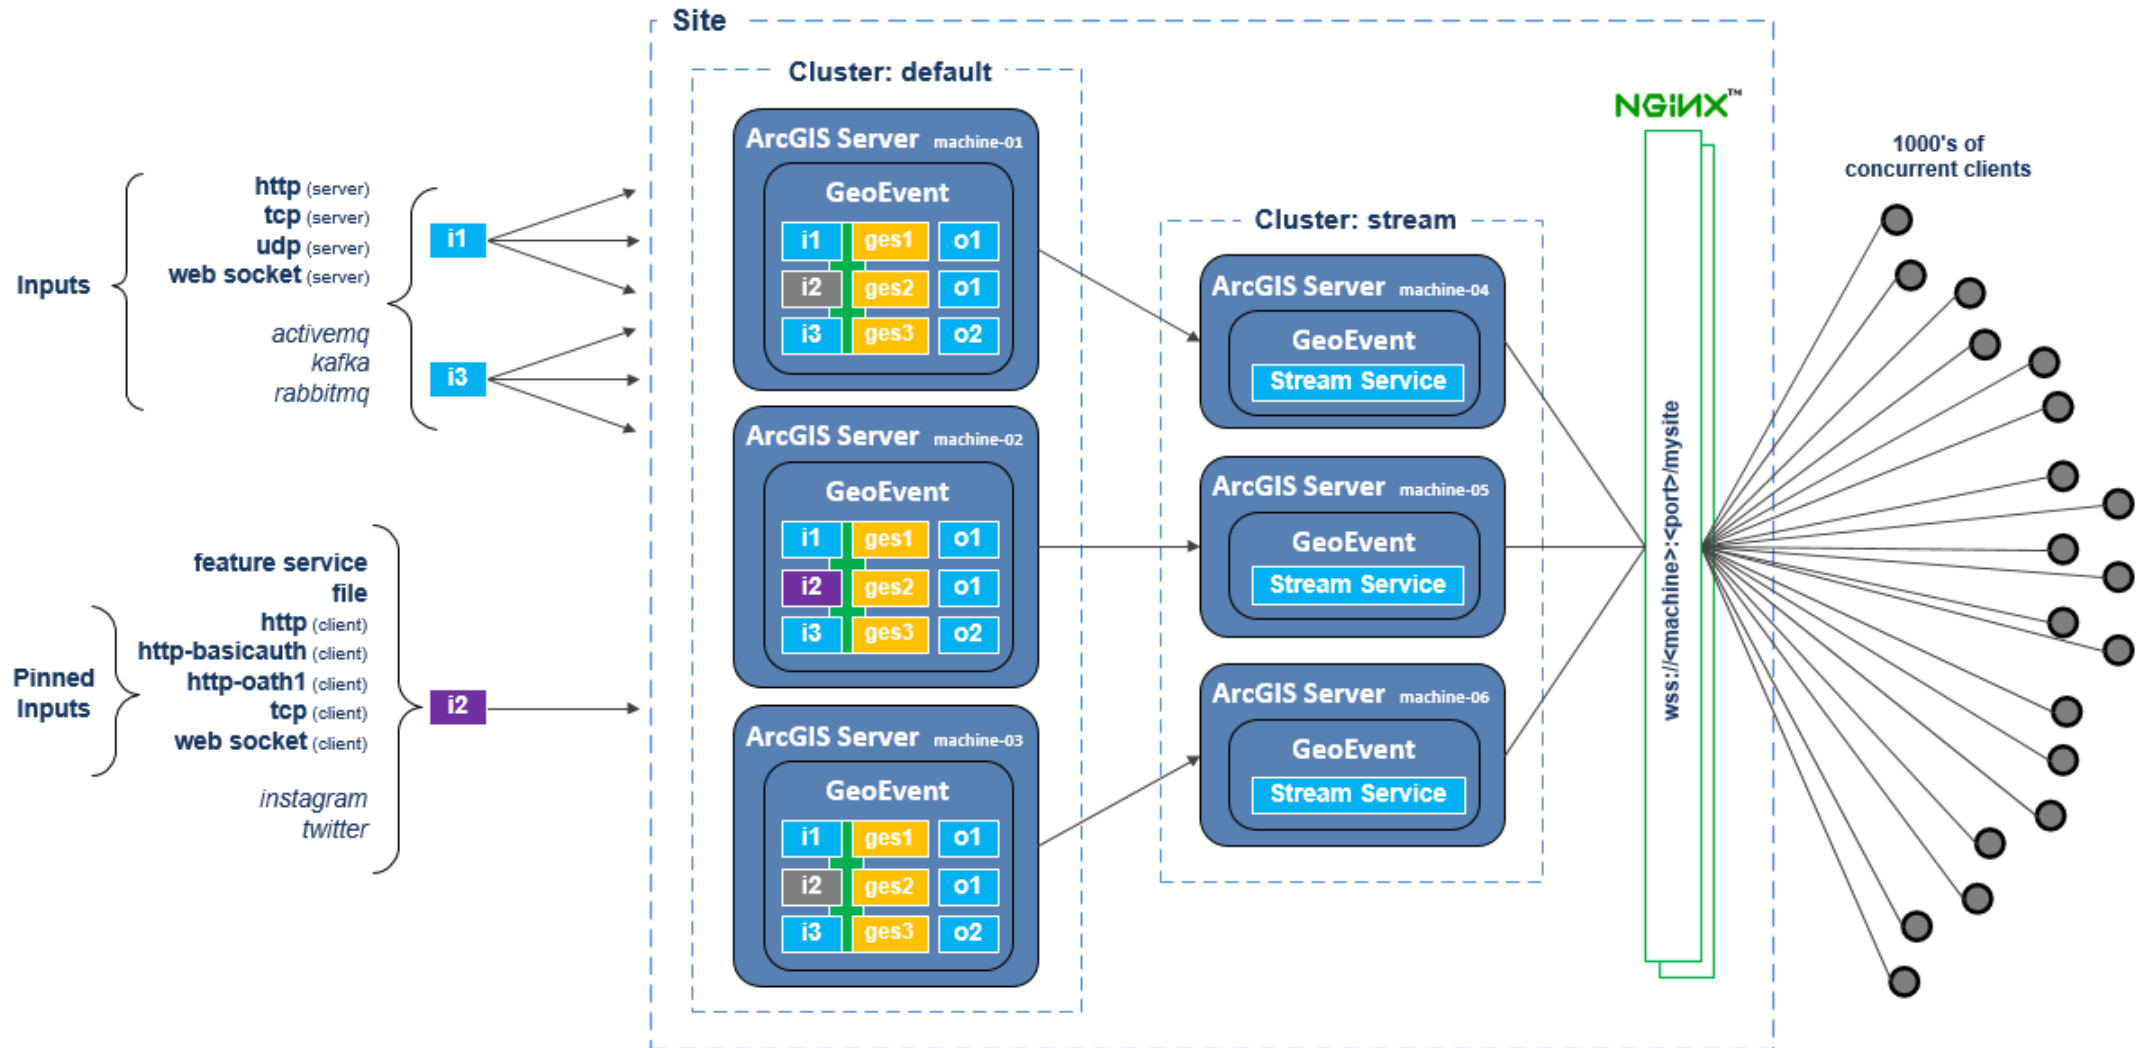 Site
Inputs
http (server)
tcp (server)
udp (server)
web socket (server)
activemq
kafka
rabbitmq
i1
i3
Pinned
Inputs
feature service
file
http (client)
http-basicauth (client)
http-oath1 (client)
tcp (client)
web socket (client)
instagram
twitter
i2
Cluster: default
ArcGIS Server machine-01
GeoEvent
i1 ges1 o1
i2 ges2 o1
i3 ges3 o2
ArcGIS Server machine-02
GeoEvent
i1 ges1 o1
i2 ges2 o1
i3 ges3 o2
ArcGIS Server machine-03
GeoEvent
i1 ges1 o1
i2 ges2 o1
i3 ges3 o2
Cluster: stream
ArcGIS Server machine-04
GeoEvent
Stream Service
ArcGIS Server machine-05
GeoEvent
Stream Service
ArcGIS Server machine-06
GeoEvent
Stream Service
NGiNX™
wss://<machine>:<port>/mysite
1000's of
concurrent clients